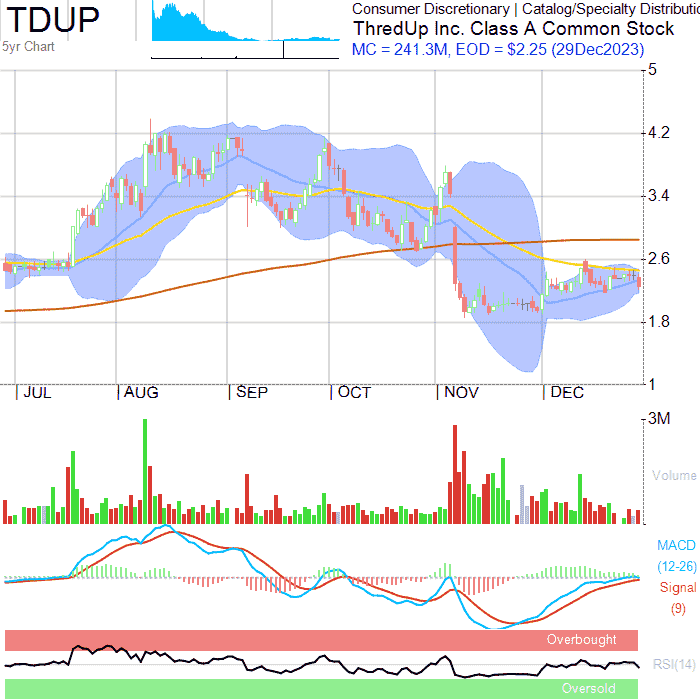 TDUP
5yr Chart
Consumer Discretionary | Catalog/Specialty Distributio
ThredUp Inc. Class A Common Stock
MC = 241.3M, EOD = $2.25 (29Dec2023)
5
4.2
3.4
2.6
1.8
1
JUL AUG SEP OCT NOV DEC
3M
Volume
MACD
(12-26)
Signal
(9)
Overbought
RSI(14)
Oversold